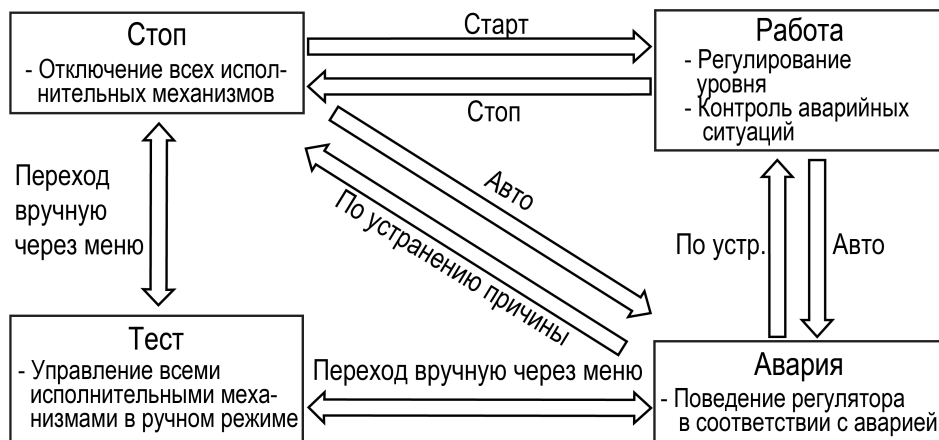 Стоп
- Отключение всех испол-
нительных механизмов
Старт
Стоп
Работа
- Регулирование
уровня
- Контроль аварийных
ситуаций
Переход
вручную
через меню
Авто
По устранению причины
По устр.
Авто
Тест
- Управление всеми
исполнительными меха-
низмами в ручном режиме
Переход вручную через меню
Авария
- Поведение регулятора
в соответствии с аварией